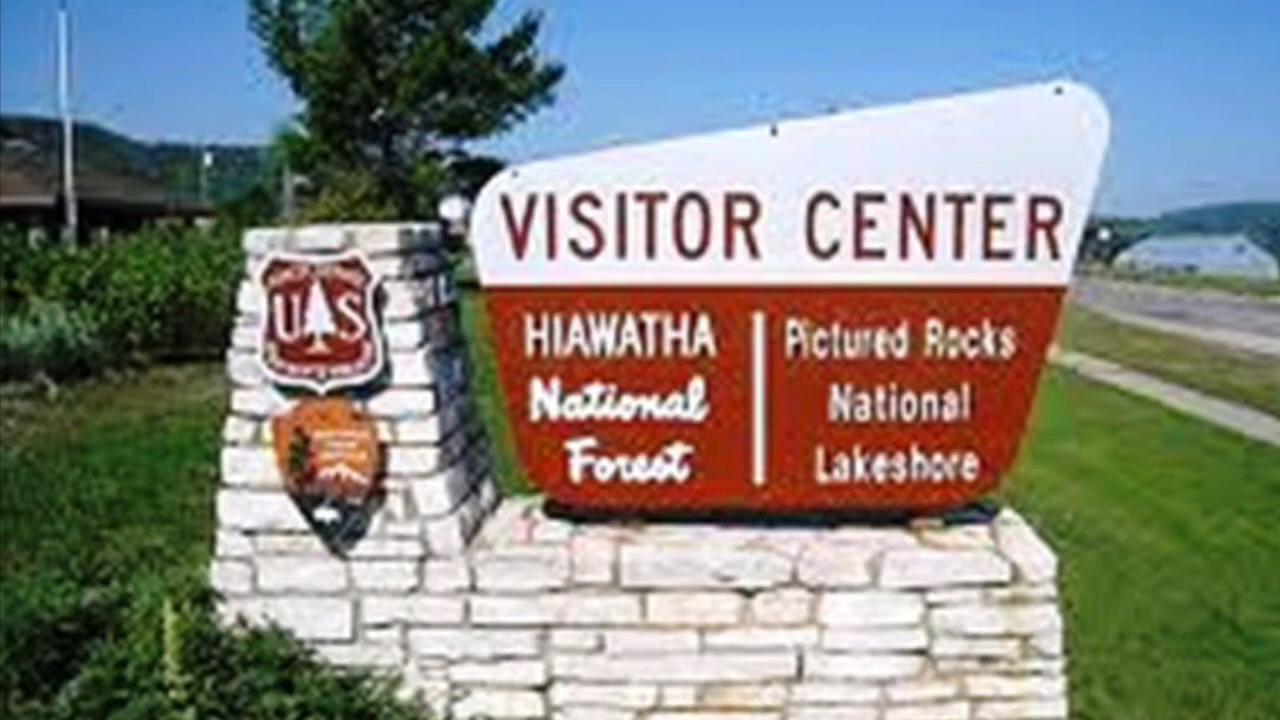 VISITOR CENTER
HIAWATHA
National
Forest
Pictured Rocks
National
Lakeshore
US